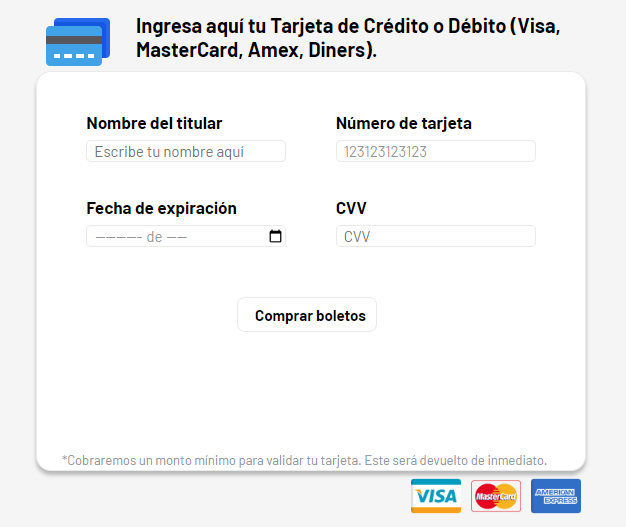 Ingresa aquí tu Tarjeta de Crédito o Débito (Visa,
MasterCard, Amex, Diners).
Nombre del titular
Número de tarjeta
Escribe tu nombre aquí
123123123123
Fecha de expiración
CVV
--------- de ----
CVV
Comprar boletos
*Cobraremos un monto mínimo para validar tu tarjeta. Este será devuelto de inmediato.
VISA
MasterCard
AMERICAN
EXPRESS